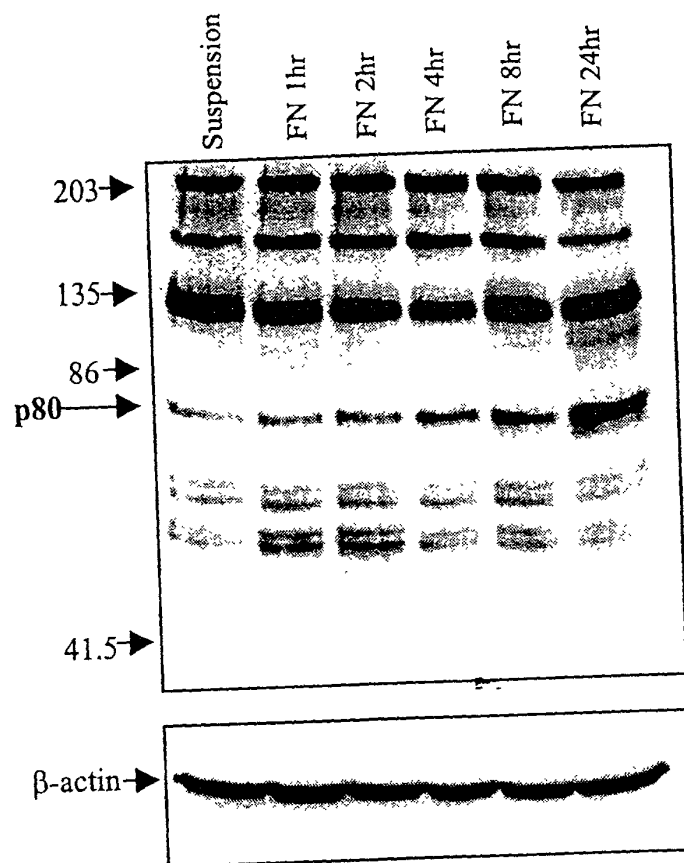 Suspension
FN 1hr
FN 2hr
FN 4hr
FN 8hr
FN 24hr
203
135
86
p80
41.5
β-actin